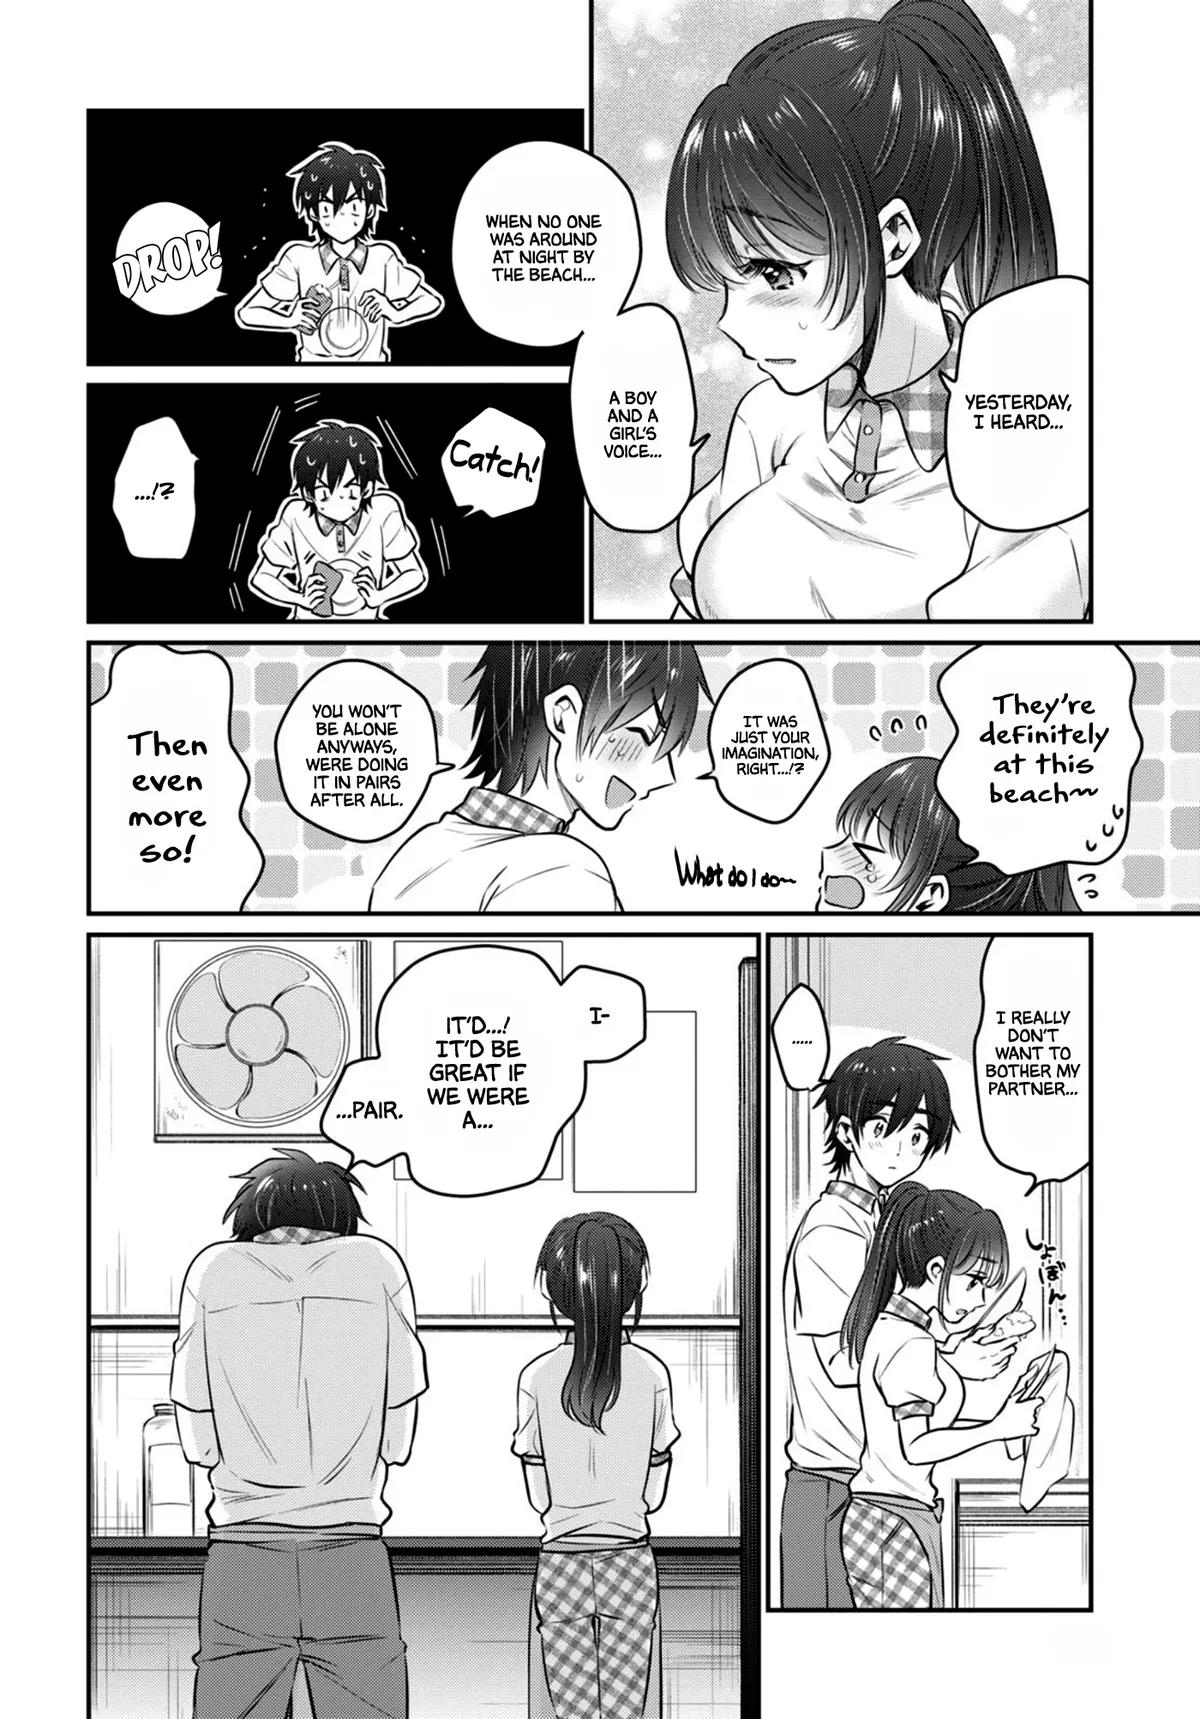 YESTERDAY,
I HEARD...
A BOY
AND A
GIRL'S
VOICE...
WHEN NO ONE
WAS AROUND
AT NIGHT BY
THE BEACH...
DROP!
Catch!
...!?
They're
definitely
at this
beach~
IT WAS
JUST YOUR
IMAGINATION,
RIGHT...!?
What do I do~
YOU WON'T
BE ALONE
ANYWAYS,
WERE DOING
IT IN PAIRS
AFTER ALL.
Then
even
more
so!
I REALLY
DON'T
WANT TO
BOTHER MY
PARTNER...
.....
しょぼん...
I-
IT'D...!
IT'D BE
GREAT IF
WE WERE
A...
...PAIR.